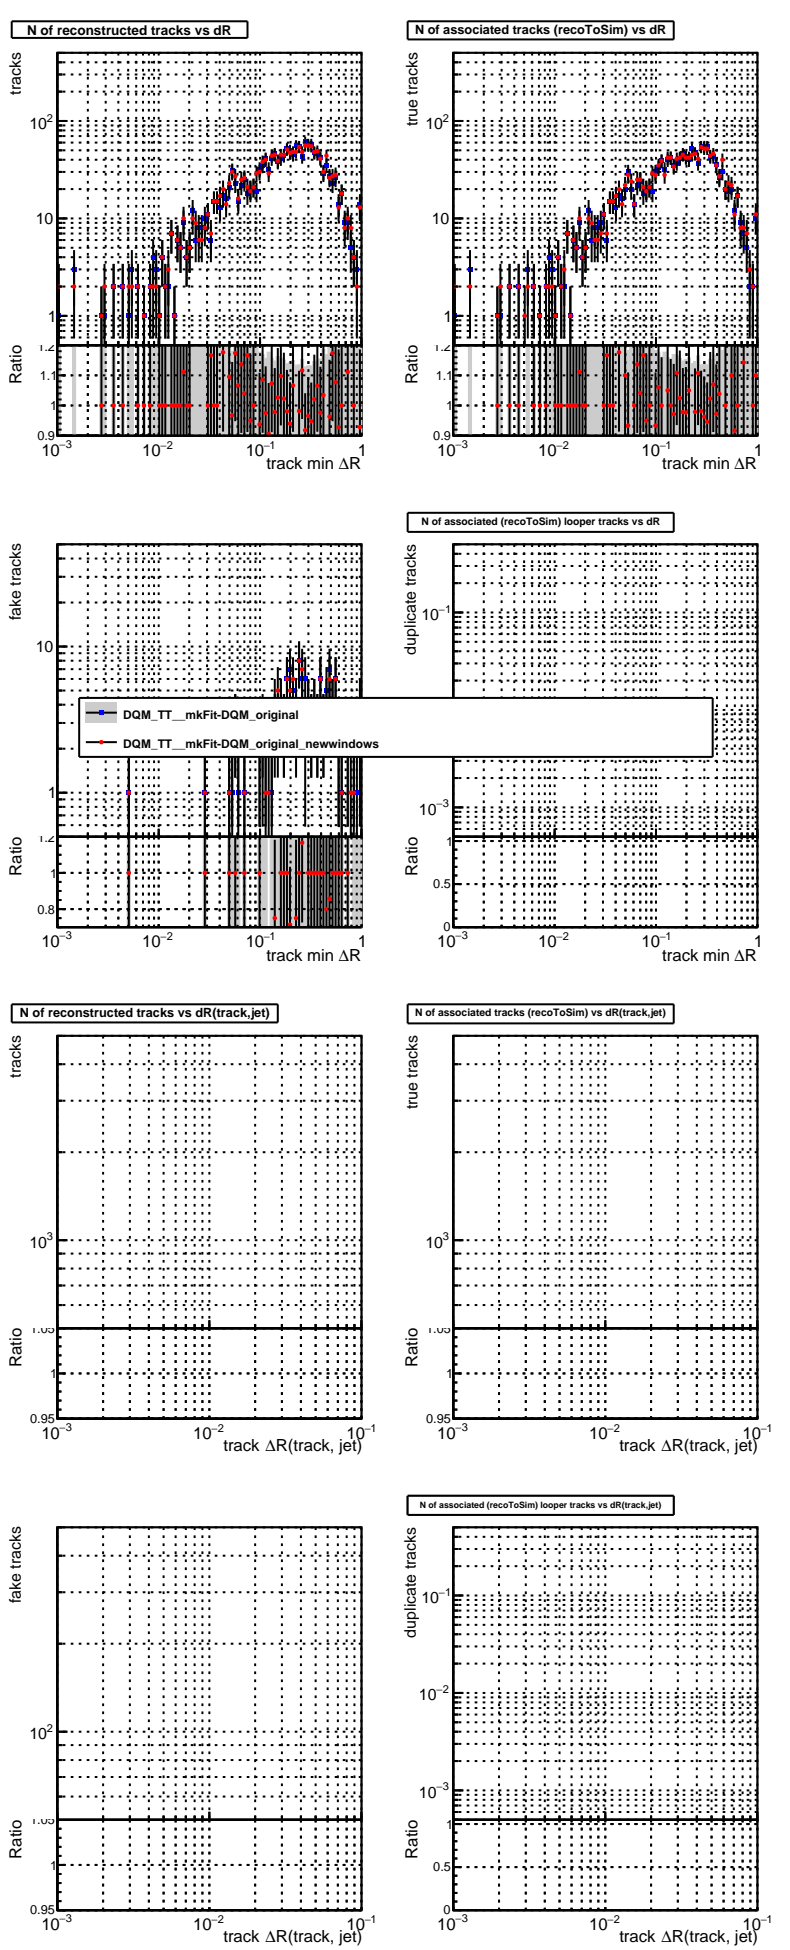 N of reconstructed tracks vs dR
tracks
10²
10
1
Ratio
1.2
1.1
1
0.9
10⁻³ 10⁻² 10⁻¹ 1
track min ΔR
N of associated tracks (recoToSim) vs dR
true tracks
10²
10
1
Ratio
1.2
1.1
1
0.9
10⁻³ 10⁻² 10⁻¹ 1
track min ΔR
fake tracks
10
1
Ratio
1.2
1
0.8
10⁻³ 10⁻² 10⁻¹ 1
track min ΔR
N of associated (recoToSim) looper tracks vs dR
duplicate tracks
10⁻¹
10⁻³
Ratio
1
0.5
0
10⁻³ 10⁻² 10⁻¹ 1
track min ΔR
DQM_TT__mkFit-DQM_original
DQM_TT__mkFit-DQM_original_newwindows
N of reconstructed tracks vs dR(track,jet)
tracks
10³
Ratio
1.05
1
0.95
10⁻³ 10⁻² 10⁻¹
track ΔR(track, jet)
N of associated tracks (recoToSim) vs dR(track,jet)
true tracks
10³
Ratio
1.05
1
0.95
10⁻³ 10⁻² 10⁻¹
track ΔR(track, jet)
fake tracks
10²
Ratio
1.05
1
0.95
10⁻³ 10⁻² 10⁻¹
track ΔR(track, jet)
N of associated (recoToSim) looper tracks vs dR(track,jet)
duplicate tracks
10⁻¹
10⁻²
10⁻³
Ratio
1
0.5
0
10⁻³ 10⁻² 10⁻¹
track ΔR(track, jet)